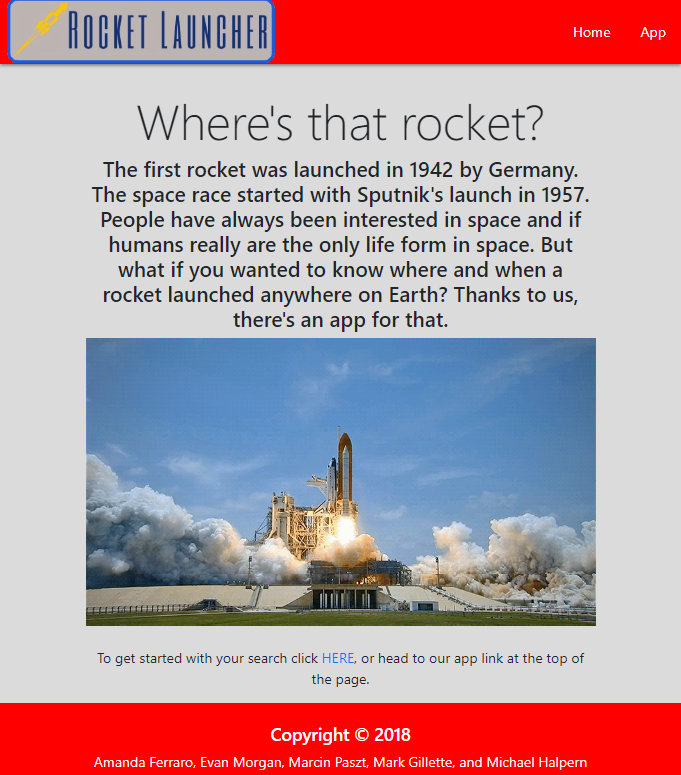 Rocket Launcher
Home App
Where's that rocket?
The first rocket was launched in 1942 by Germany.
The space race started with Sputnik's launch in 1957.
People have always been interested in space and if
humans really are the only life form in space. But
what if you wanted to know where and when a
rocket launched anywhere on Earth? Thanks to us,
there's an app for that.
To get started with your search click HERE, or head to our app link at the top of
the page.
Copyright © 2018
Amanda Ferraro, Evan Morgan, Marcin Paszt, Mark Gillette, and Michael Halpern